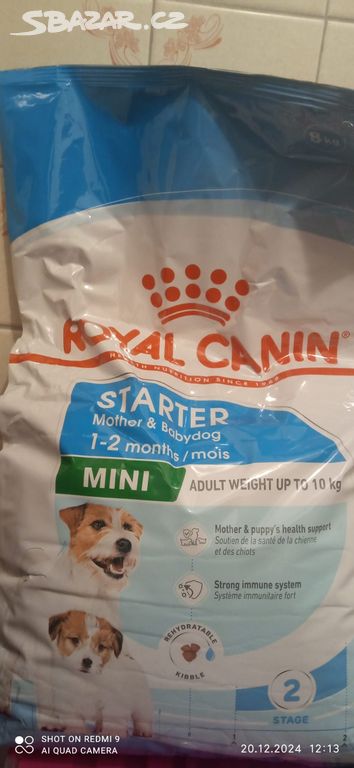 SBAZAR.CZ
8 kg
ROYAL CANIN®
HEALTH NUTRITION SINCE 1968
STARTER
Mother & Babydog
1-2 months / mois
MINI
ADULT WEIGHT UP TO 10 kg
Mother & puppy's health support
Soutien de la santé de la chienne
et des chiots
Strong immune system
Système immunitaire fort
REHYDRATABLE
KIBBLE
2
STAGE
1
2
SHOT ON REDMI 9
AI QUAD CAMERA
20.12.2024 12:13